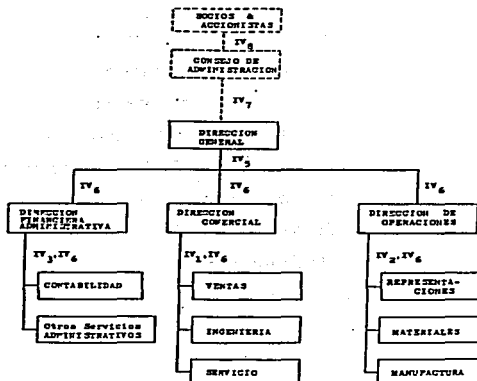 SOCIOS &
ACCIONISTAS
IV8
CONSEJO DE
ADMINISTRACION
IV7
DIRECCION
GENERAL
IV5
IV6 IV6 IV6
DIRECCION
FINANCIERA
ADMINISTRATIVA
DIRECCION
COMERCIAL
DIRECCION DE
OPERACIONES
IV3,IV6 IV1,IV6 IV2,IV6
CONTABILIDAD
VENTAS
REPRESENTA-
CIONES
Otros Servicios
ADMINISTRATIVOS
INGENIERIA
MATERIALES
SERVICIO
MANUFACTURA